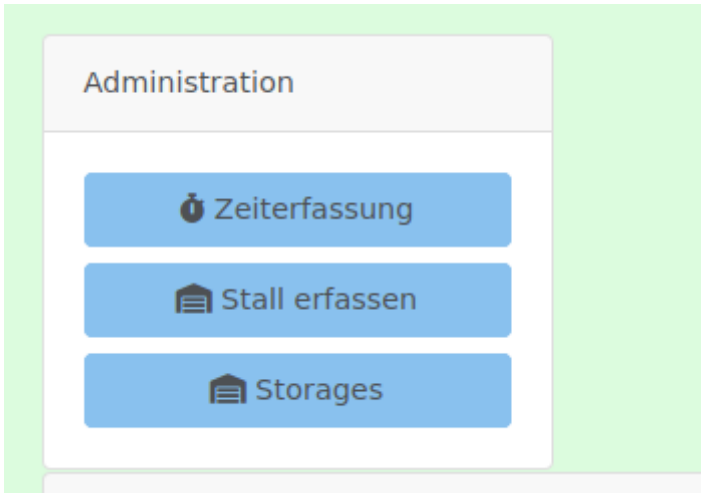 Administration
Zeiterfassung
Stall erfassen
Storages